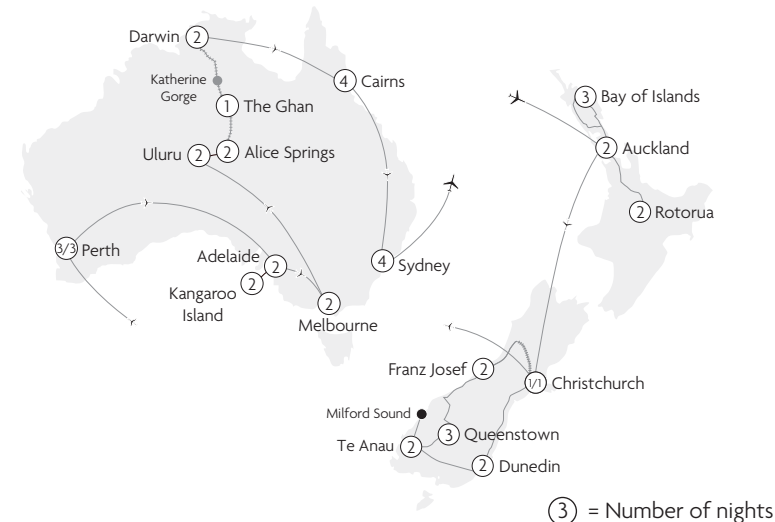 Darwin 2
4 Cairns
Katherine
Gorge
1 The Ghan
Uluru 2
2 Alice Springs
3/3 Perth
Adelaide 2
Kangaroo
Island
2
2
Melbourne
4 Sydney
3 Bay of Islands
2 Auckland
2 Rotorua
Franz Josef 2
1/1 Christchurch
Milford Sound
3 Queenstown
Te Anau 2
2 Dunedin
3 = Number of nights